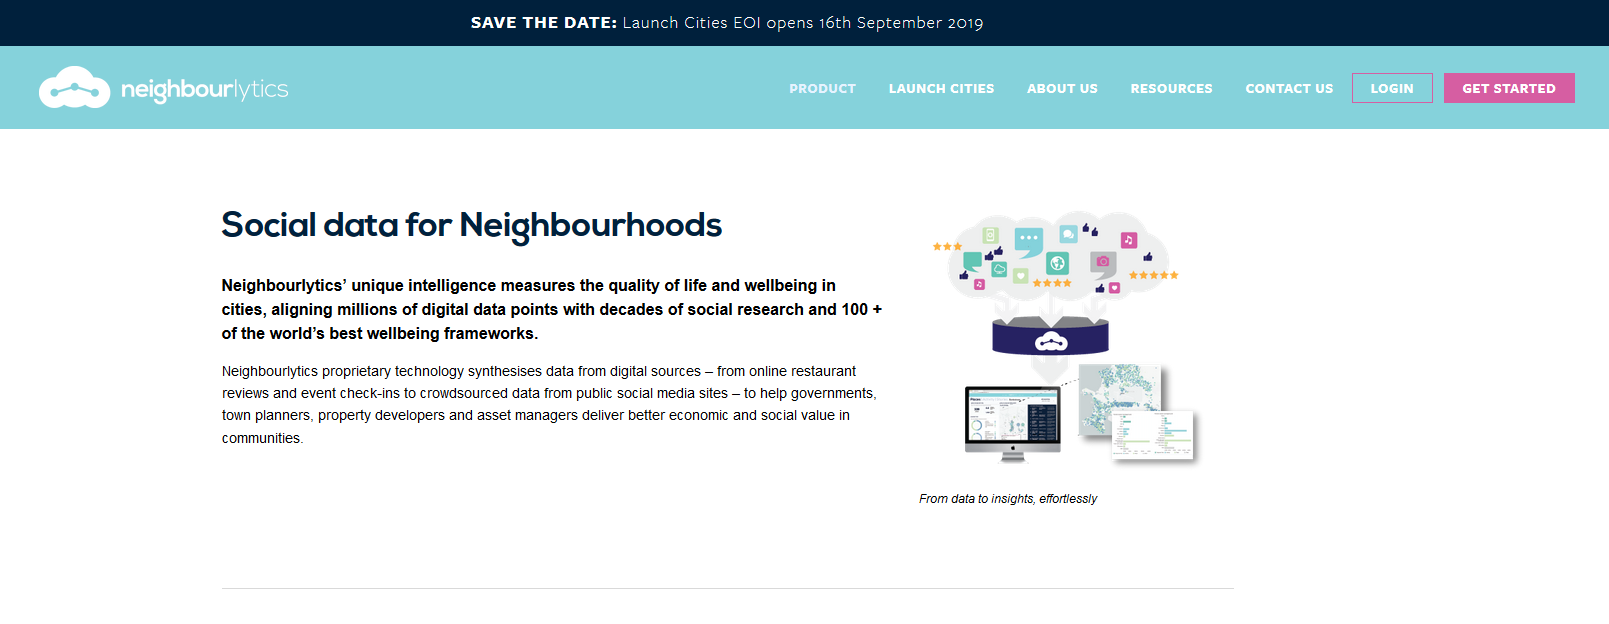 SAVE THE DATE: Launch Cities EOI opens 16th September 2019
neighbourlytics
PRODUCT
LAUNCH CITIES
ABOUT US
RESOURCES
CONTACT US
LOGIN
GET STARTED
Social data for Neighbourhoods
Neighbourlytics’ unique intelligence measures the quality of life and wellbeing in
cities, aligning millions of digital data points with decades of social research and 100 +
of the world’s best wellbeing frameworks.
Neighbourlytics proprietary technology synthesises data from digital sources – from online restaurant
reviews and event check-ins to crowdsourced data from public social media sites – to help governments,
town planners, property developers and asset managers deliver better economic and social value in
communities.
From data to insights, effortlessly